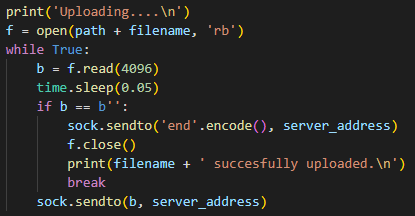 print('Uploading....\n')
f = open(path + filename, 'rb')
while True:
    b = f.read(4096)
    time.sleep(0.05)
    if b == b'':
        sock.sendto('end'.encode(), server_address)
        f.close()
        print(filename + ' succesfully uploaded.\n')
        break
    sock.sendto(b, server_address)